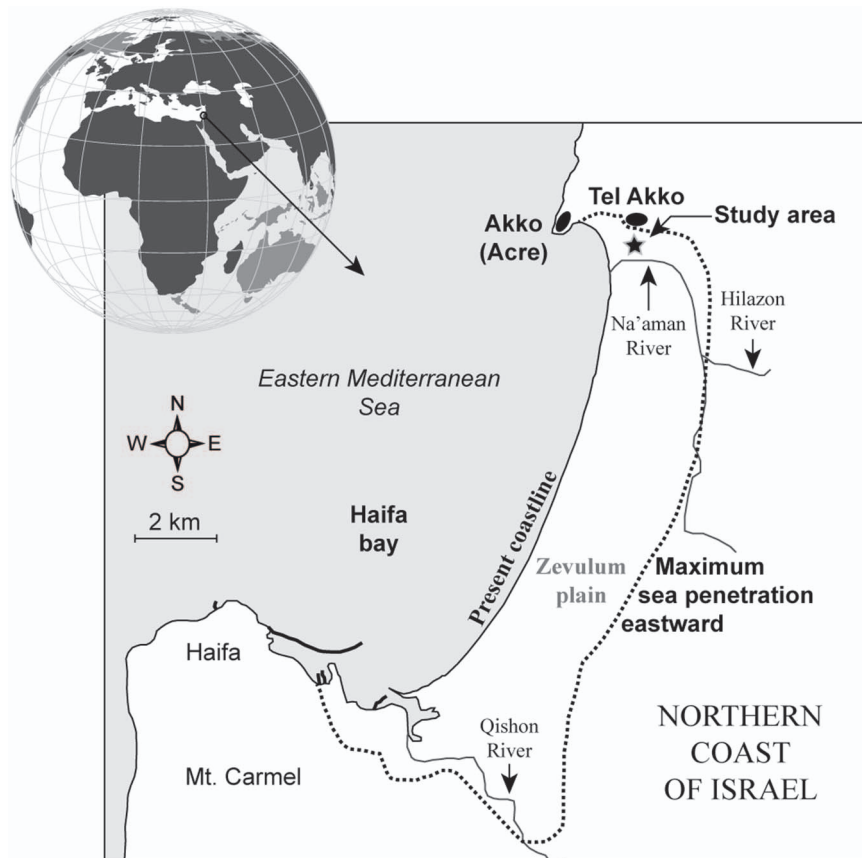 Tel Akko
Akko
(Acre)
Study area
Na'aman
River
Hilazon
River
Eastern Mediterranean
Sea
N
W
E
S
2 km
Haifa
bay
Present coastline
Zevulum
plain
Maximum
sea penetration
eastward
Haifa
Mt. Carmel
Qishon
River
NORTHERN
COAST
OF ISRAEL